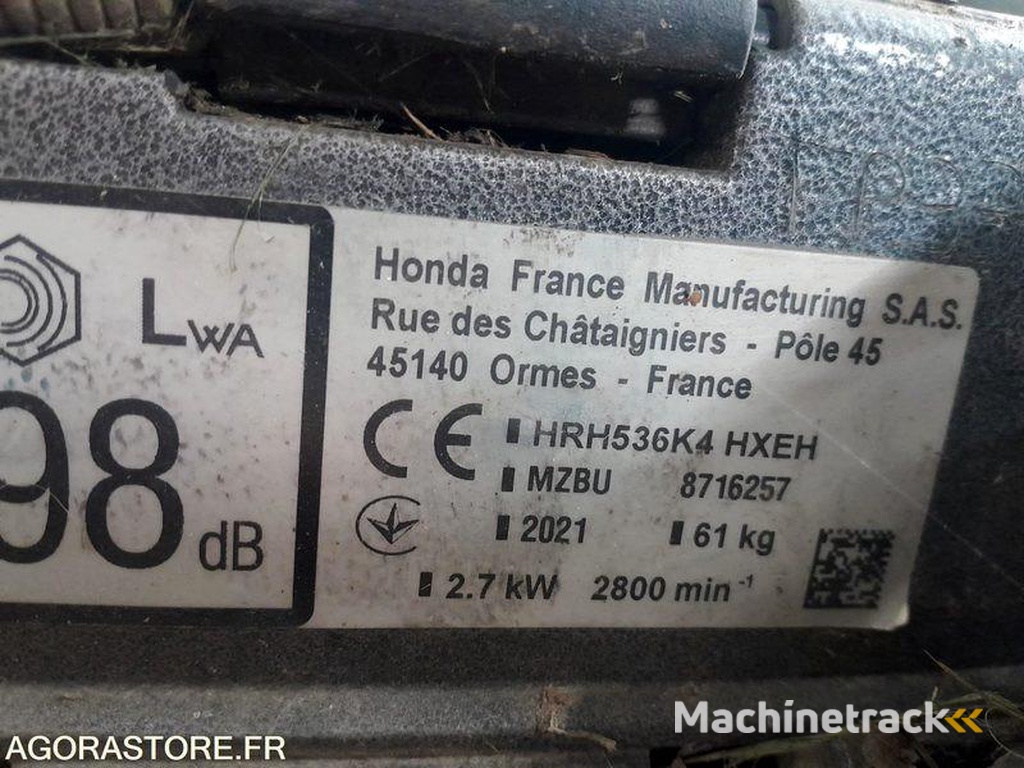 LWA
98 dB
Honda France Manufacturing S.A.S.
Rue des Châtaigniers - Pôle 45
45140 Ormes - France
CE
HRH536K4 HXEH
MZBU 8716257
2021 61 kg
2.7 kW 2800 min⁻¹
Machinetrack
AGORASTORE.FR